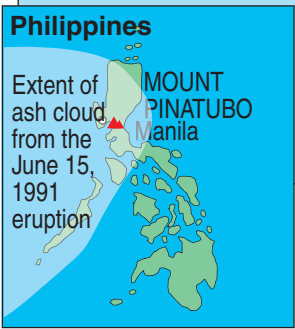 Philippines
Extent of
ash cloud
from the
June 15,
1991
eruption
MOUNT
PINATUBO
Manila